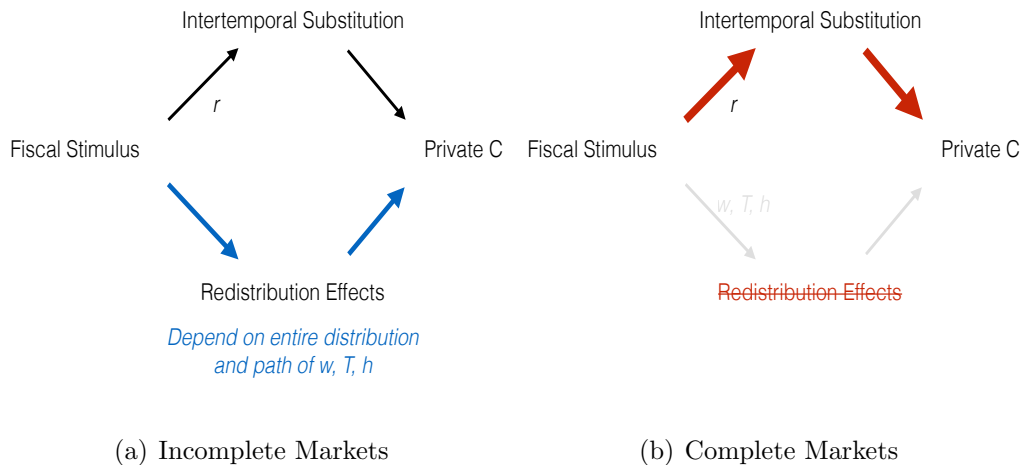 Intertemporal Substitution
r
Fiscal Stimulus
Private C
Redistribution Effects
Depend on entire distribution
and path of w, T, h
(a) Incomplete Markets
Intertemporal Substitution
r
Fiscal Stimulus
Private C
w, T, h
Redistribution Effects
(b) Complete Markets